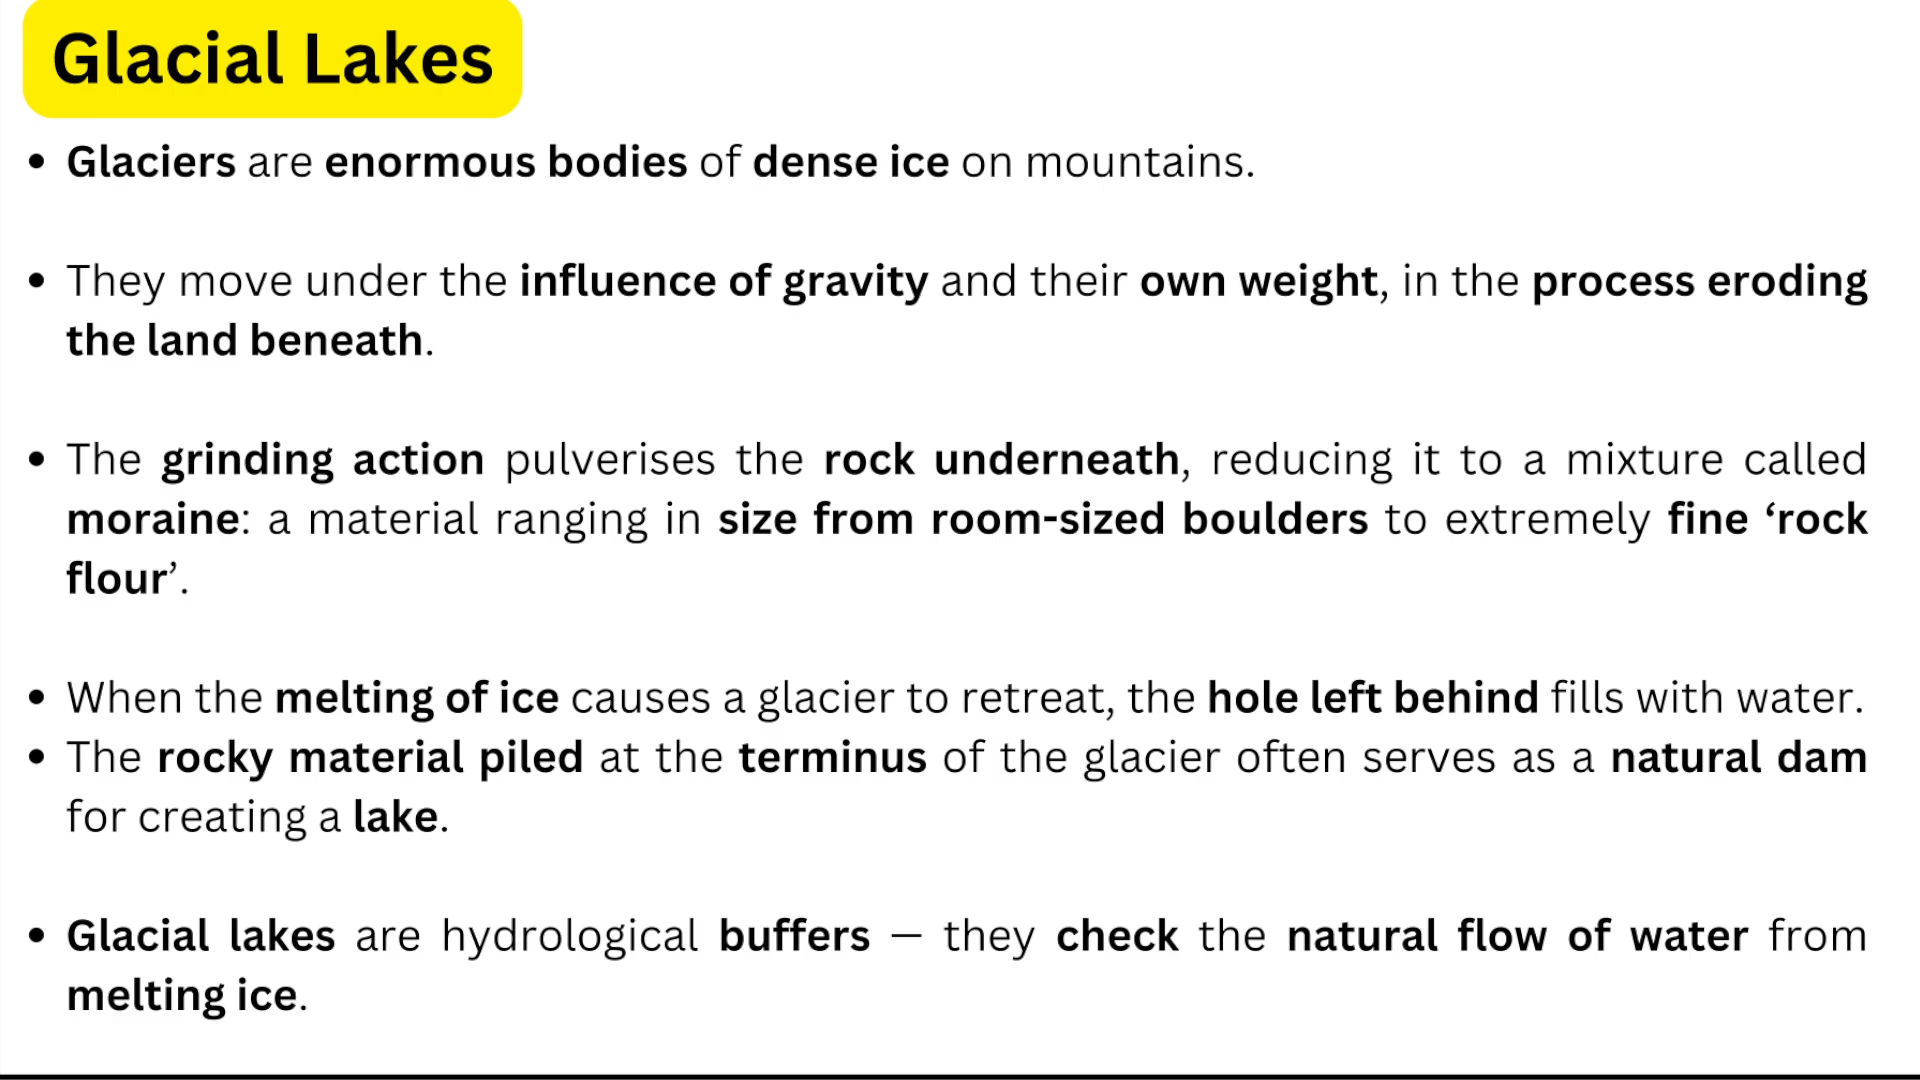 Glacial Lakes
• Glaciers are enormous bodies of dense ice on mountains.
• They move under the influence of gravity and their own weight, in the process eroding
the land beneath.
• The grinding action pulverises the rock underneath, reducing it to a mixture called
moraine: a material ranging in size from room-sized boulders to extremely fine ‘rock
flour’.
• When the melting of ice causes a glacier to retreat, the hole left behind fills with water.
• The rocky material piled at the terminus of the glacier often serves as a natural dam
for creating a lake.
• Glacial lakes are hydrological buffers — they check the natural flow of water from
melting ice.